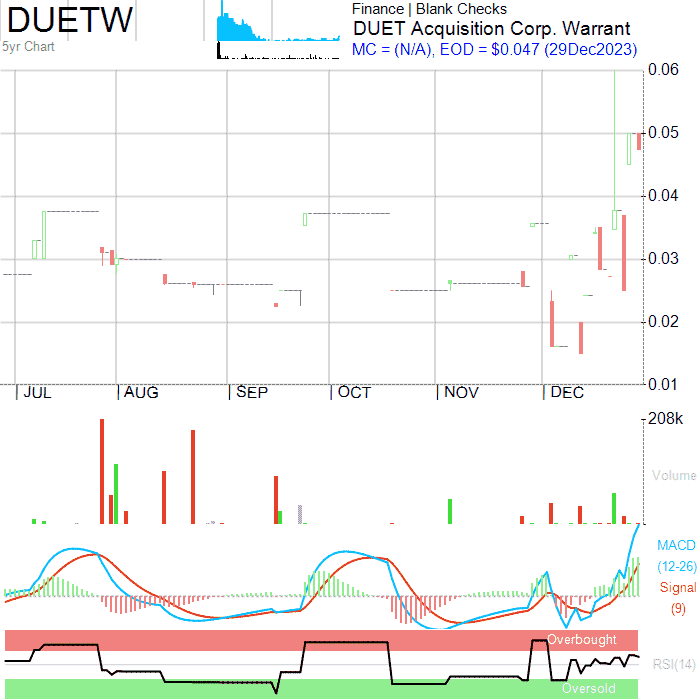 DUETW
5yr Chart
Finance | Blank Checks
DUET Acquisition Corp. Warrant
MC = (N/A), EOD = $0.047 (29Dec2023)
0.06
0.05
0.04
0.03
0.02
0.01
JUL
AUG
SEP
OCT
NOV
DEC
208k
Volume
MACD
(12-26)
Signal
(9)
Overbought
RSI(14)
Oversold